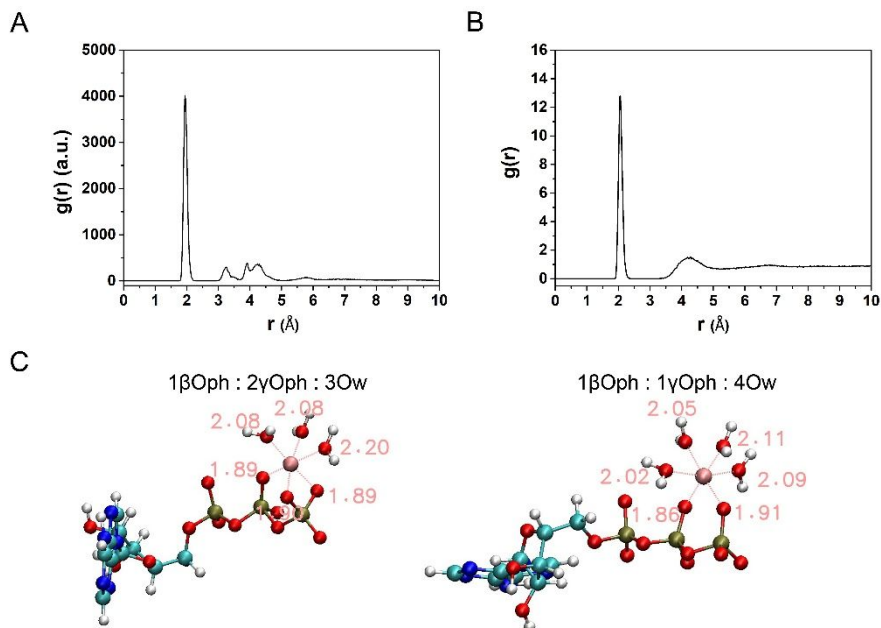 A
B
5000
4000
3000
2000
1000
0
g(r) (a.u.)
0 1 2 3 4 5 6 7 8 9 10
r (Å)
16
14
12
10
8
6
4
2
0
g(r)
0 1 2 3 4 5 6 7 8 9 10
r (Å)
C
1βOph : 2γOph : 3Ow
2.08
2.08
2.20
1.89
1.89
1.90
1βOph : 1γOph : 4Ow
2.05
2.11
2.02
2.09
1.86
1.91